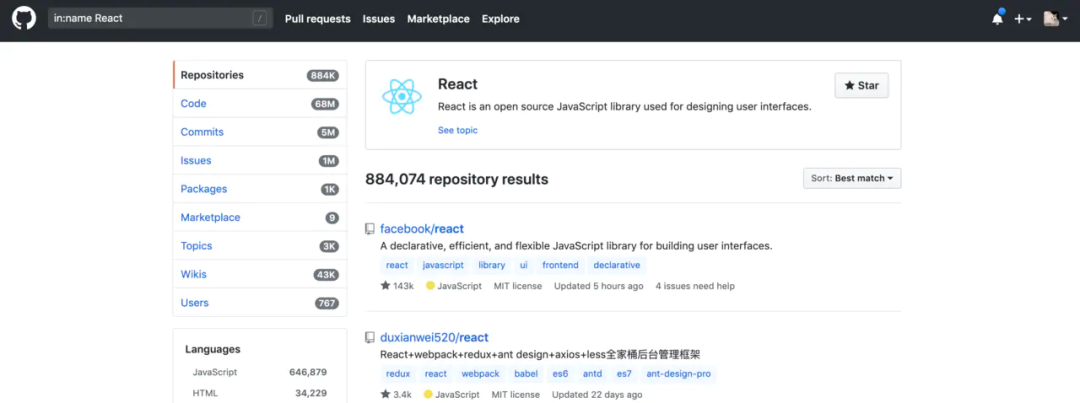 in:name React /
Pull requests Issues Marketplace Explore
Repositories 884K
Code 68M
Commits 5M
Issues 1M
Packages 1K
Marketplace 9
Topics 3K
Wikis 43K
Users 767
Languages
JavaScript 646,879
HTML 34,229
React
React is an open source JavaScript library used for designing user interfaces.
See topic
Star
884,074 repository results
Sort: Best match
facebook/react
A declarative, efficient, and flexible JavaScript library for building user interfaces.
react javascript library ui frontend declarative
143k JavaScript MIT license Updated 5 hours ago 4 issues need help
duxianwei520/react
React+webpack+redux+ant design+axios+less全家桶后台管理框架
redux react webpack babel es6 antd es7 ant-design-pro
3.4k JavaScript MIT license Updated 22 days ago